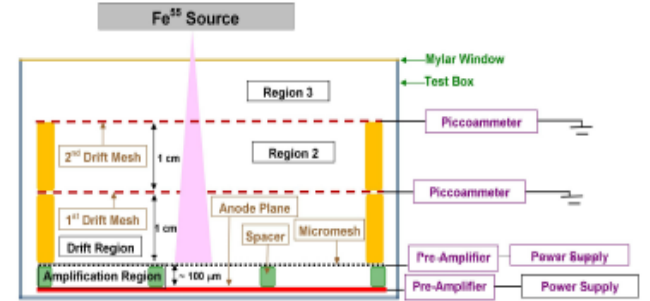 Fe55 Source
Mylar Window
Test Box
Region 3
Piccoammeter
2nd Drift Mesh
1 cm
Region 2
Piccoammeter
1st Drift Mesh
1 cm
Anode Plane
Spacer
Micromesh
Drift Region
Pre-Amplifier
Power Supply
Amplification Region
~ 100 µm
Pre-Amplifier
Power Supply